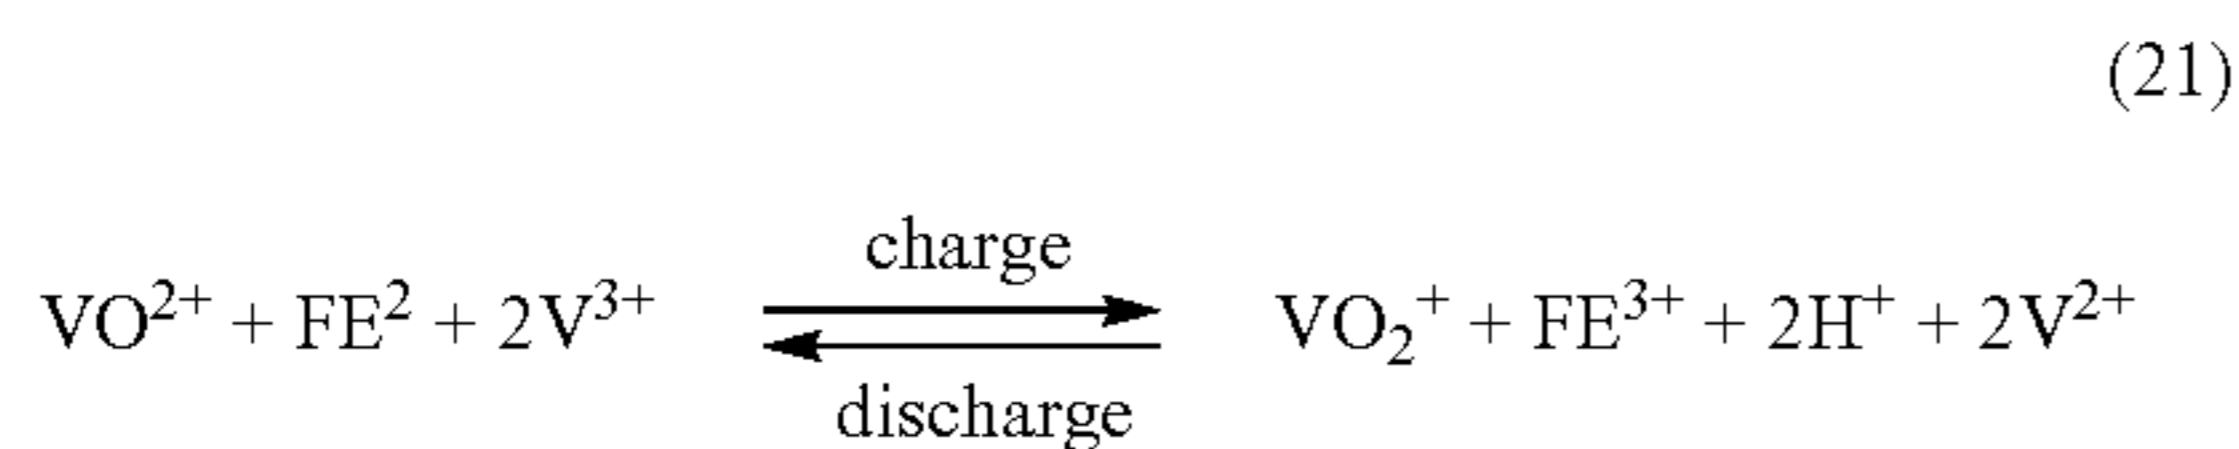 (21)
charge
VO²⁺ + FE² + 2V³⁺ ⇌ VO₂⁺ + FE³⁺ + 2H⁺ + 2V²⁺
discharge